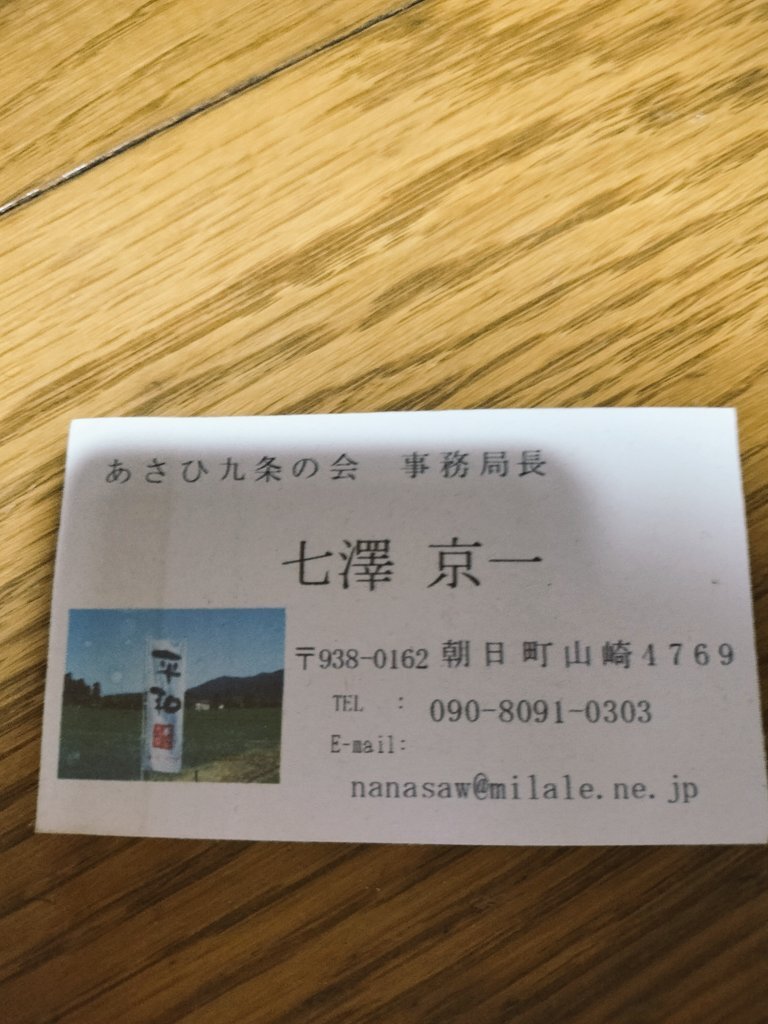 あさひ九条の会 事務局長
七澤 京一
平和
〒938-0162 朝日町山崎4769
TEL : 090-8091-0303
E-mail:
nanasaw@milale.ne.jp